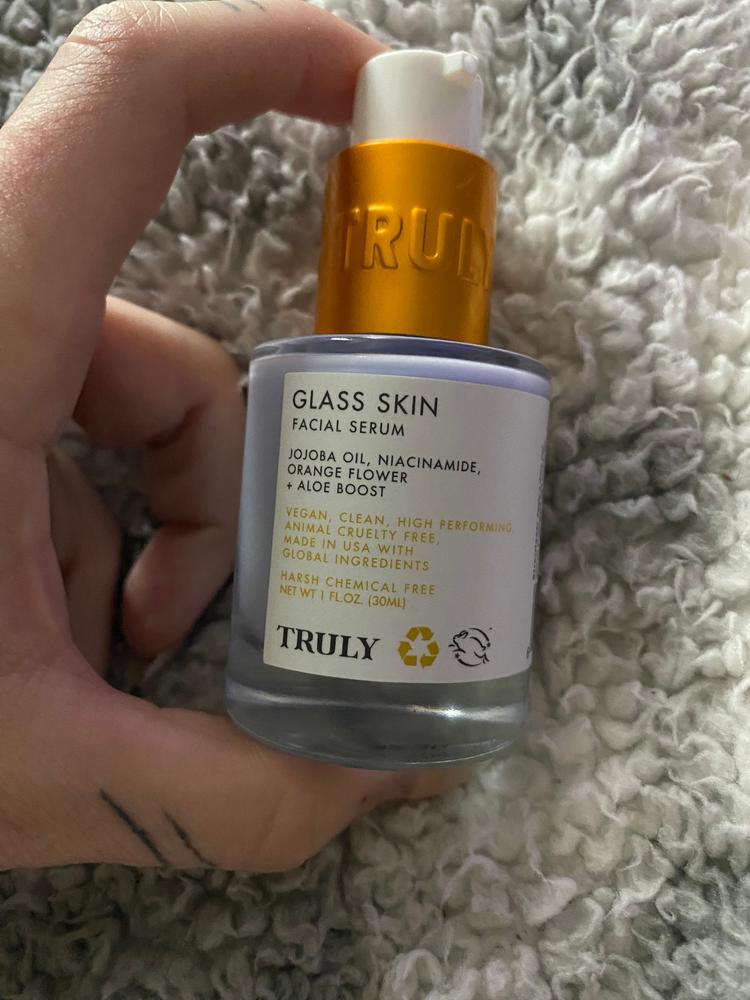 TRULY
GLASS SKIN
FACIAL SERUM
JOJOBA OIL, NIACINAMIDE,
ORANGE FLOWER
+ ALOE BOOST
VEGAN, CLEAN, HIGH PERFORMING,
ANIMAL CRUELTY FREE,
MADE IN USA WITH
GLOBAL INGREDIENTS
HARSH CHEMICAL FREE
NET WT 1 FL.OZ. (30ML)
TRULY